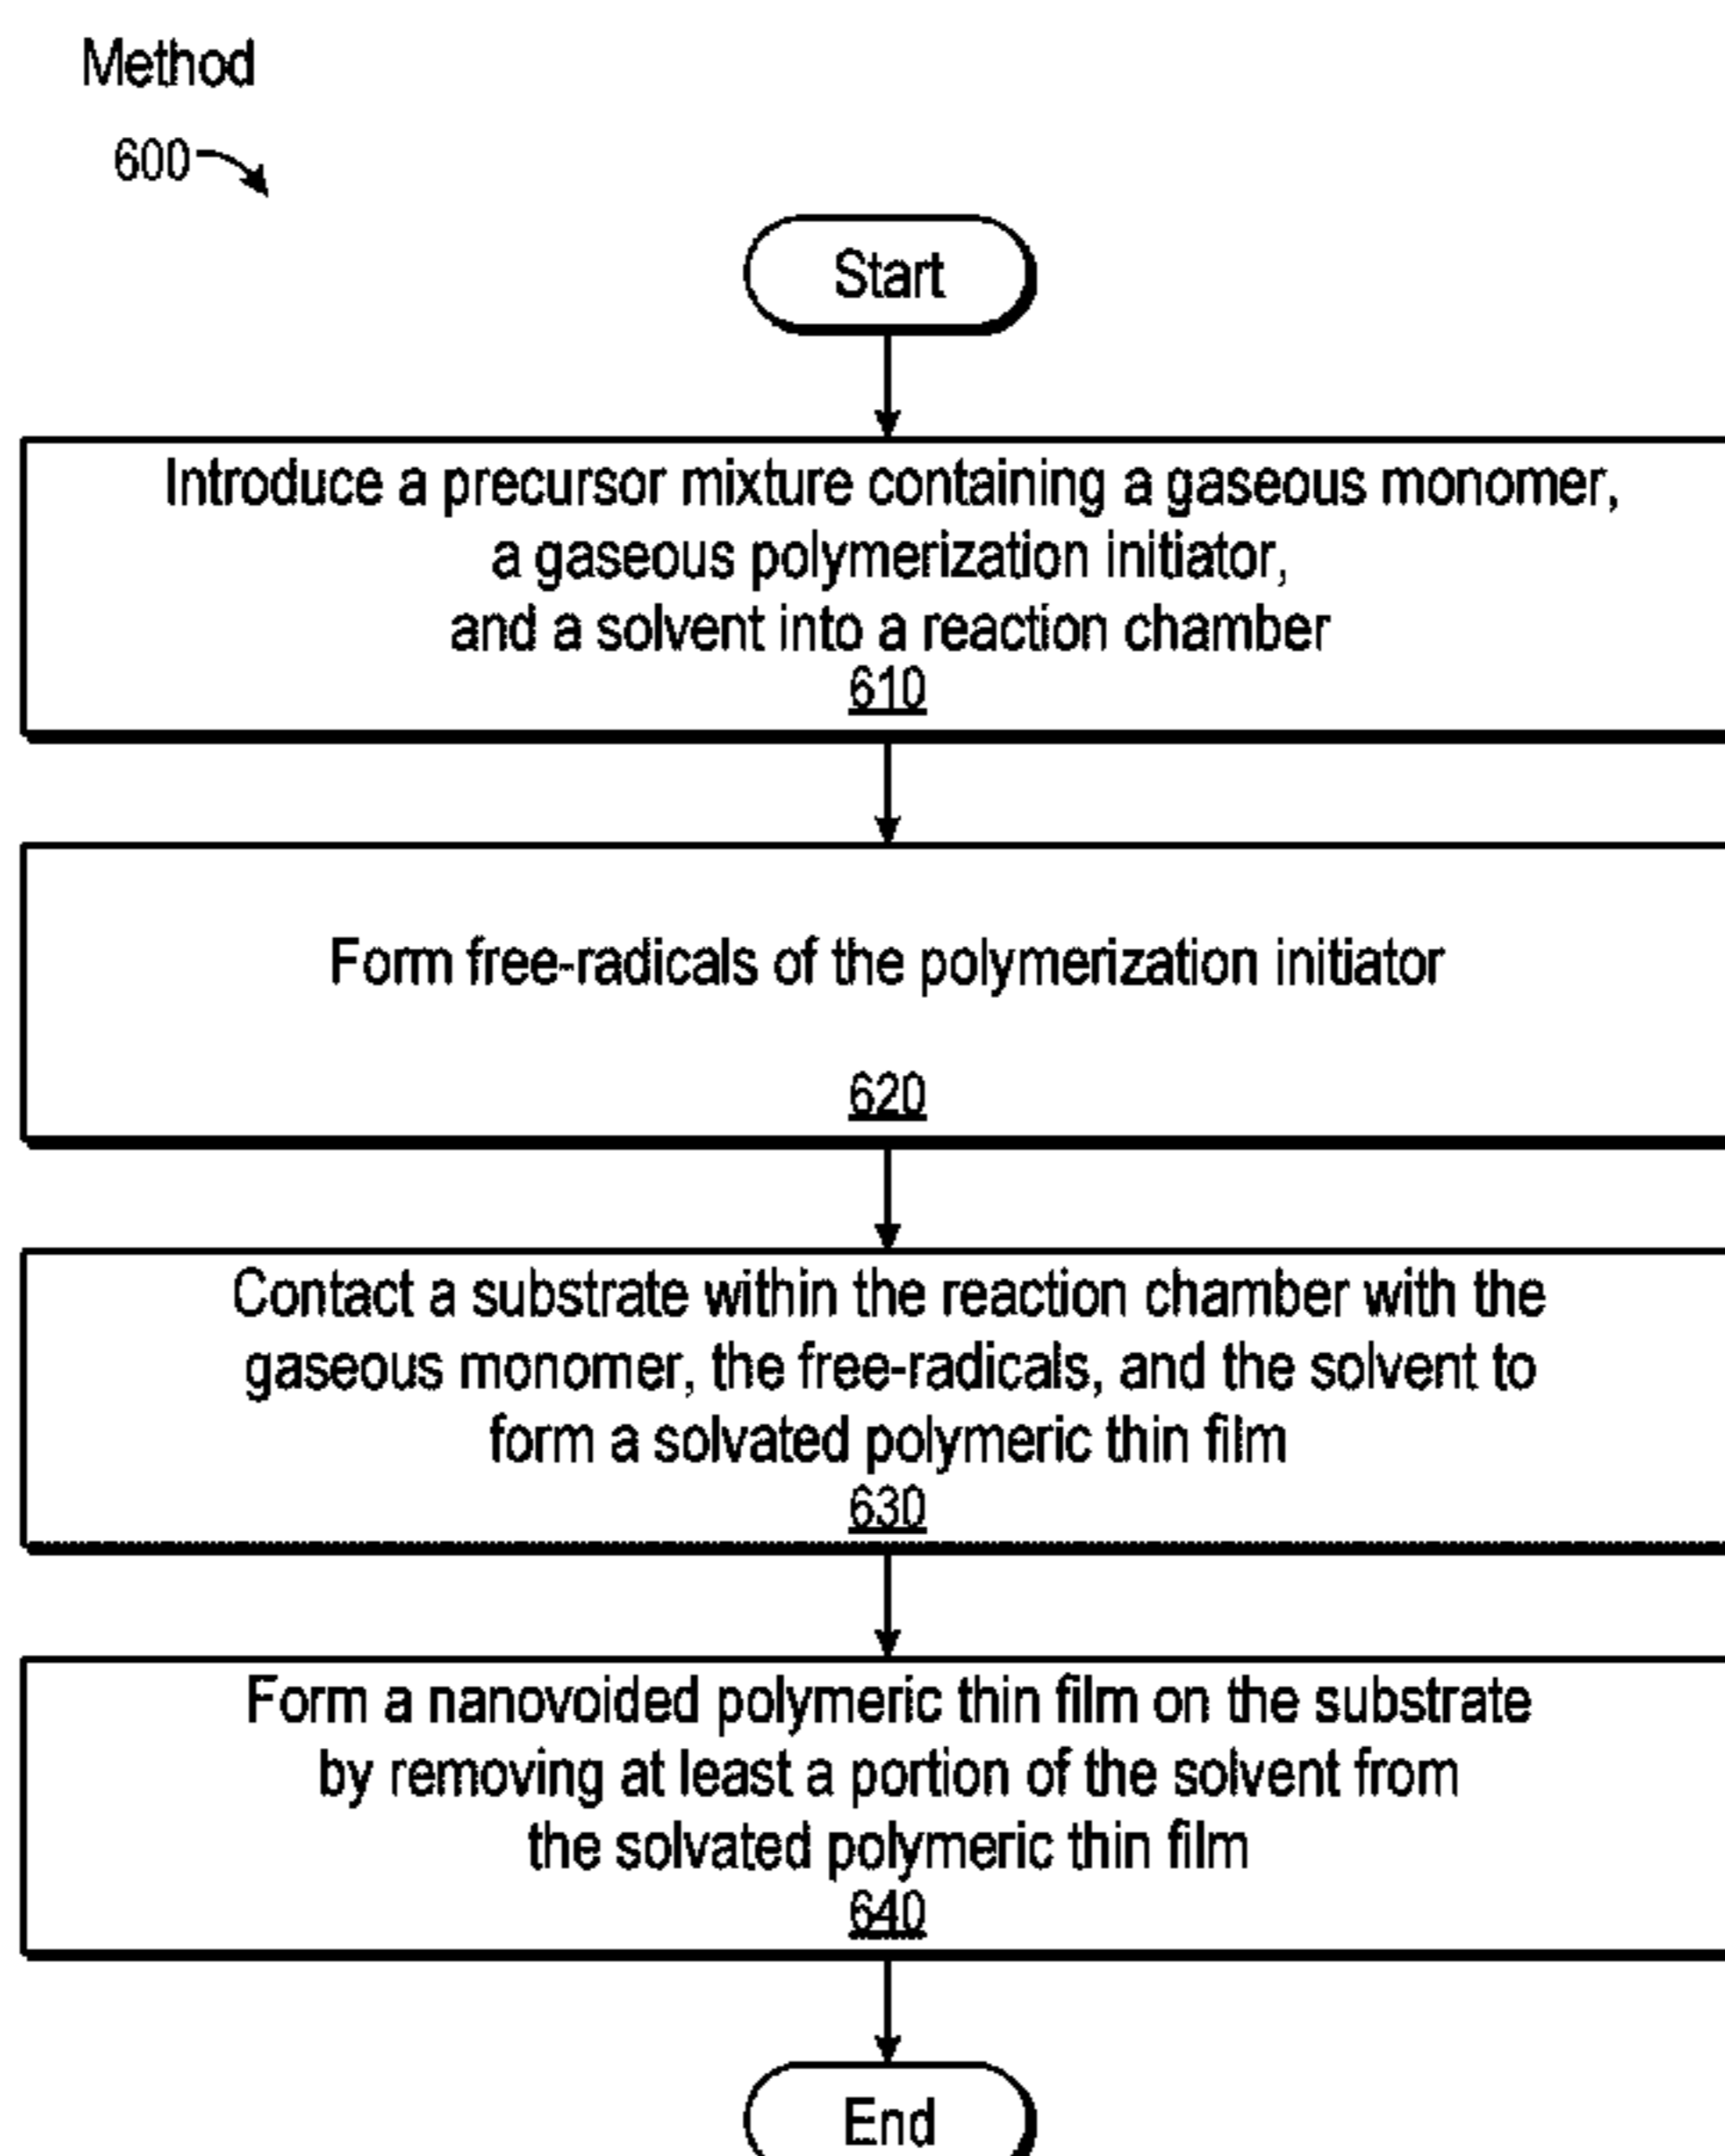 Method
600
Start
Introduce a precursor mixture containing a gaseous monomer,
a gaseous polymerization initiator,
and a solvent into a reaction chamber
610
Form free-radicals of the polymerization initiator
620
Contact a substrate within the reaction chamber with the
gaseous monomer, the free-radicals, and the solvent to
form a solvated polymeric thin film
630
Form a nanovoided polymeric thin film on the substrate
by removing at least a portion of the solvent from
the solvated polymeric thin film
640
End